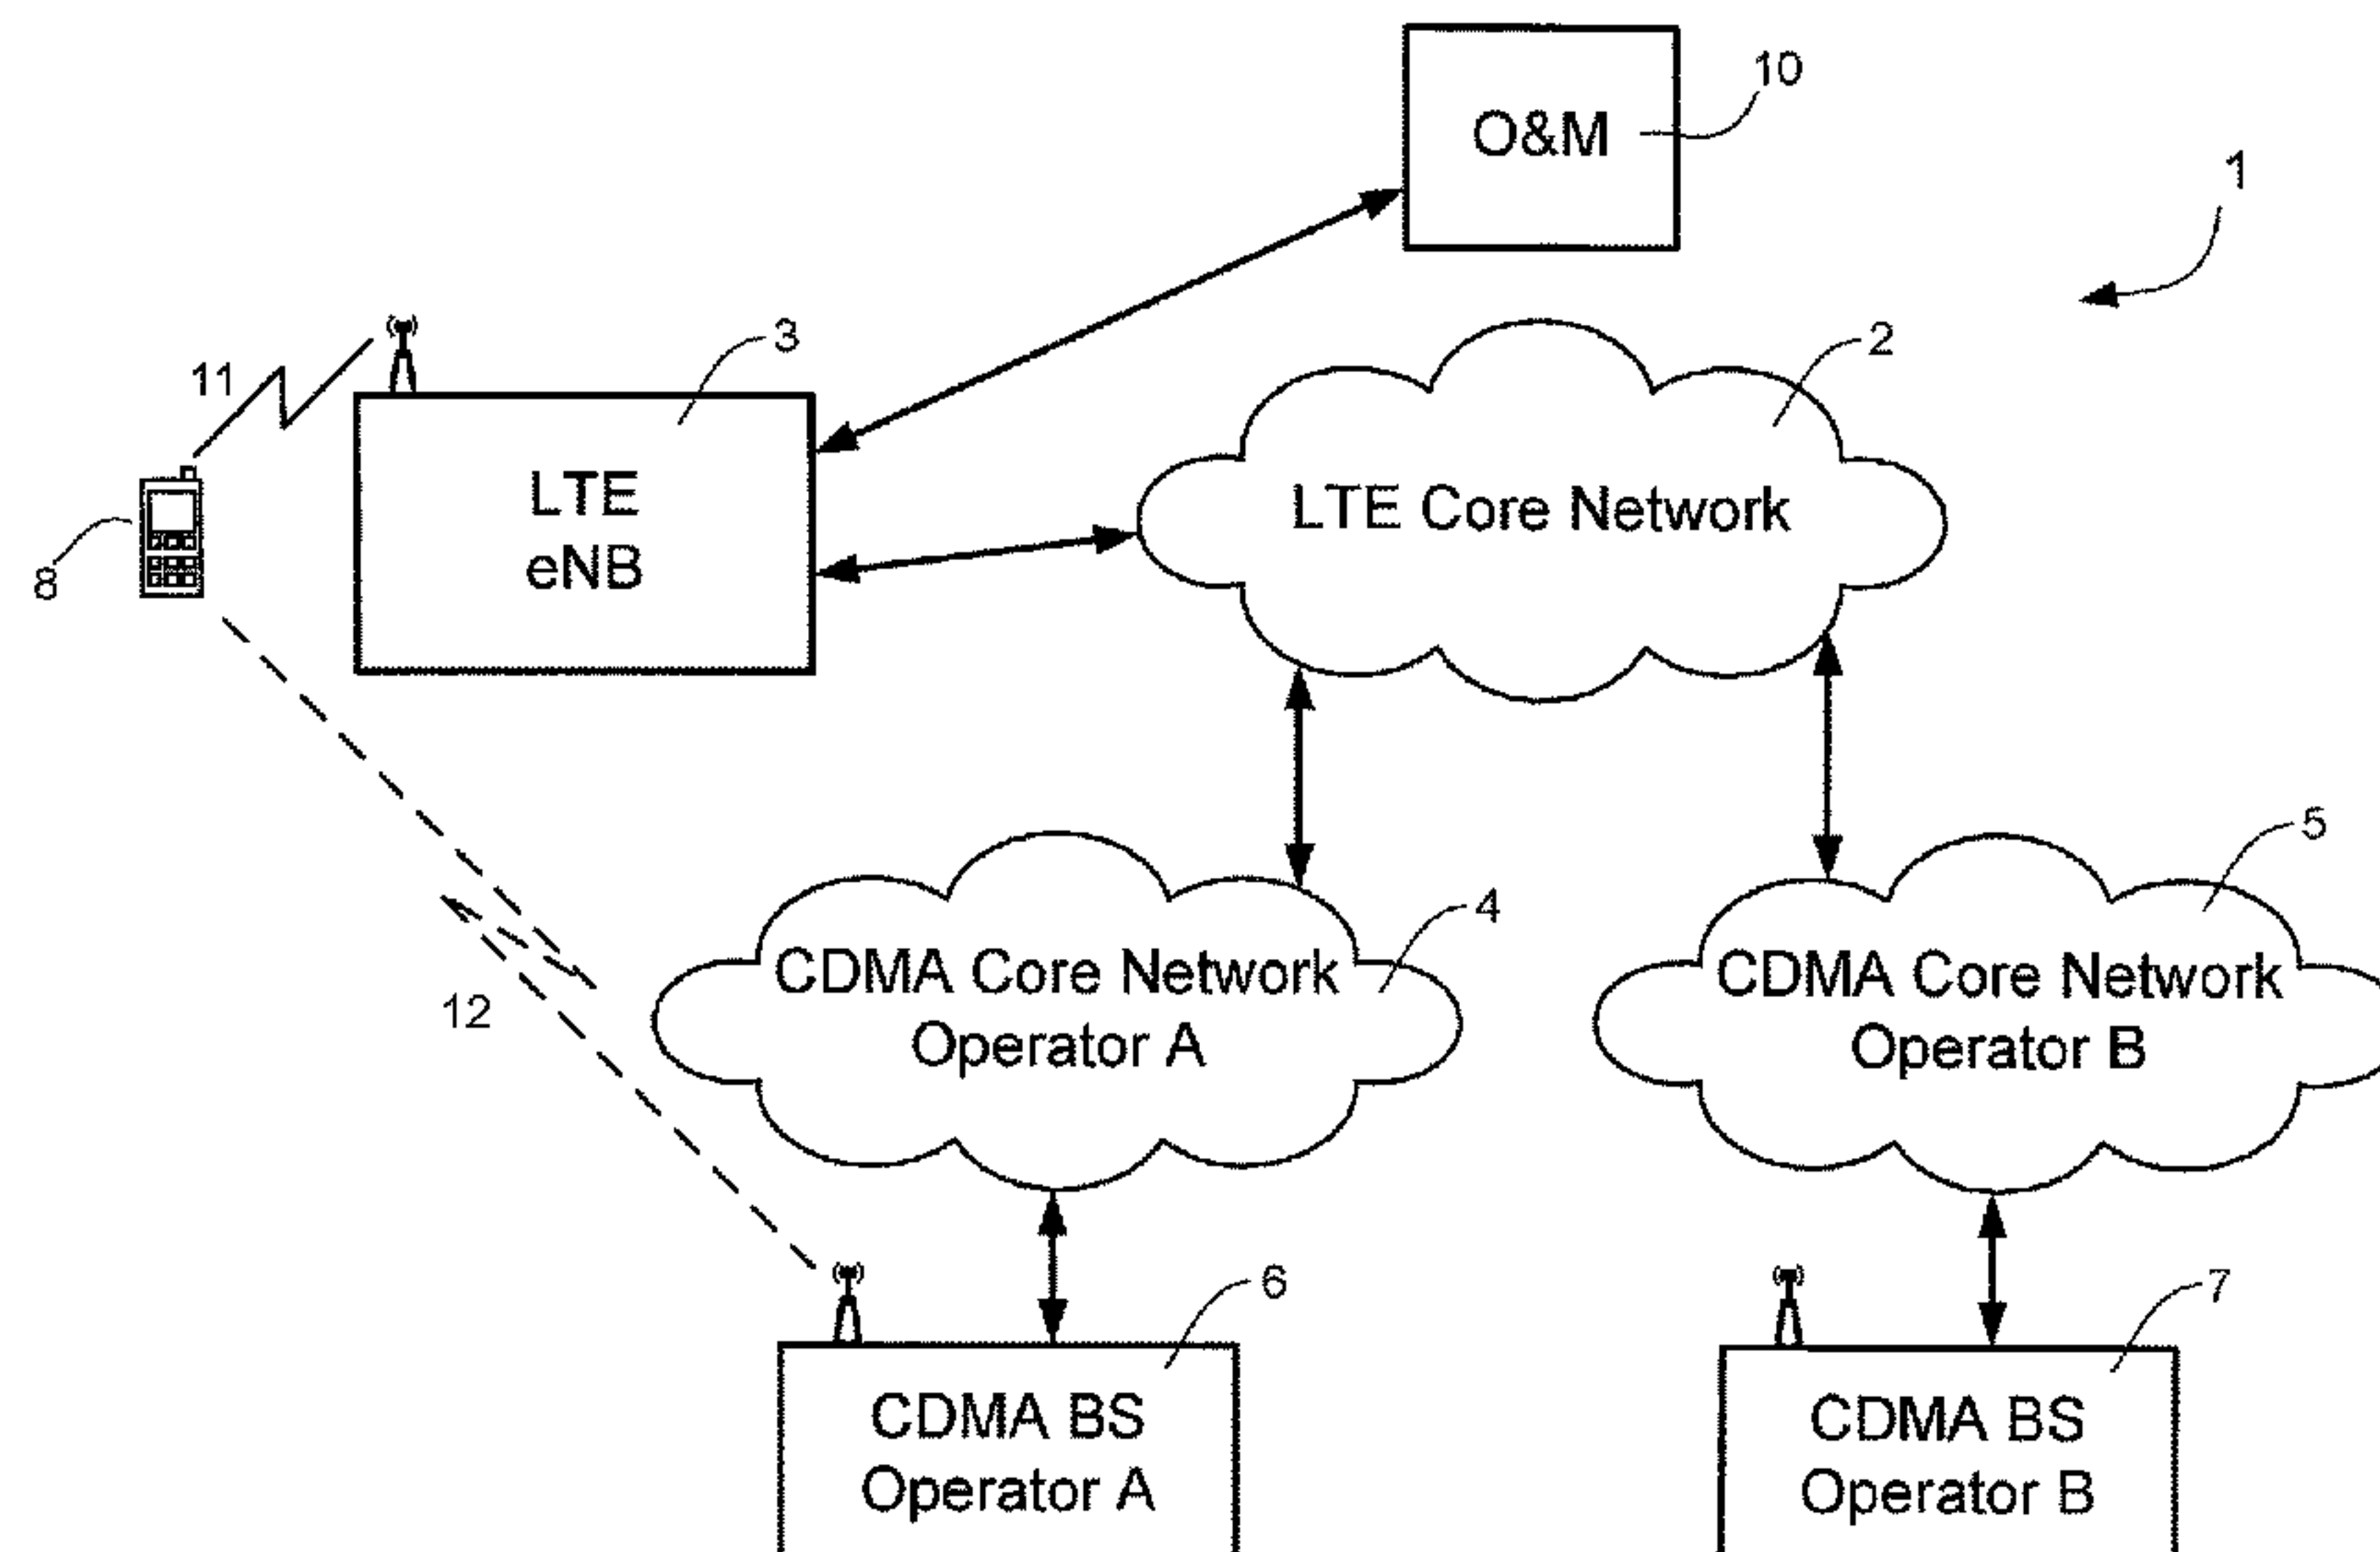 10
O&M
1
3
2
11
LTE
eNB
LTE Core Network
8
5
4
CDMA Core Network
Operator A
CDMA Core Network
Operator B
12
6
7
CDMA BS
Operator A
CDMA BS
Operator B